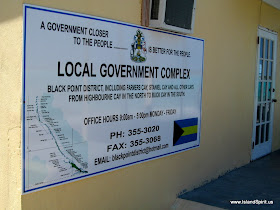 A GOVERNMENT CLOSER
TO THE PEOPLE
IS BETTER FOR THE PEOPLE
LOCAL GOVERNMENT COMPLEX
BLACK POINT DISTRICT, INCLUDING FARMERS CAY, STANIEL CAY AND ALL OTHER CAYS
FROM HIGHBOURNE CAY IN THE NORTH TO CAY IN THE SOUTH
OFFICE HOURS 9:00am - 5:00pm MONDAY - FRIDAY
PH: 355-3020
FAX: 358-3068
EMAIL: blackpointdistrict@hotmail.com
© www.IslandSpirit.us